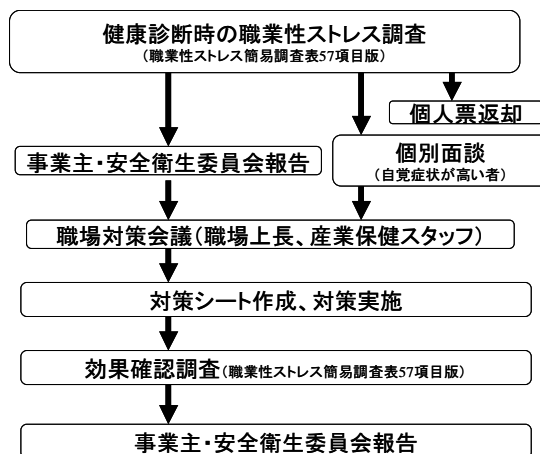 健康診断時の職業性ストレス調査
(職業性ストレス簡易調査表57項目版)
個人票返却
事業主・安全衛生委員会報告
個別面談
(自覚症状が高い者)
職場対策会議(職場上長、産業保健スタッフ)
対策シート作成、対策実施
効果確認調査(職業性ストレス簡易調査表57項目版)
事業主・安全衛生委員会報告